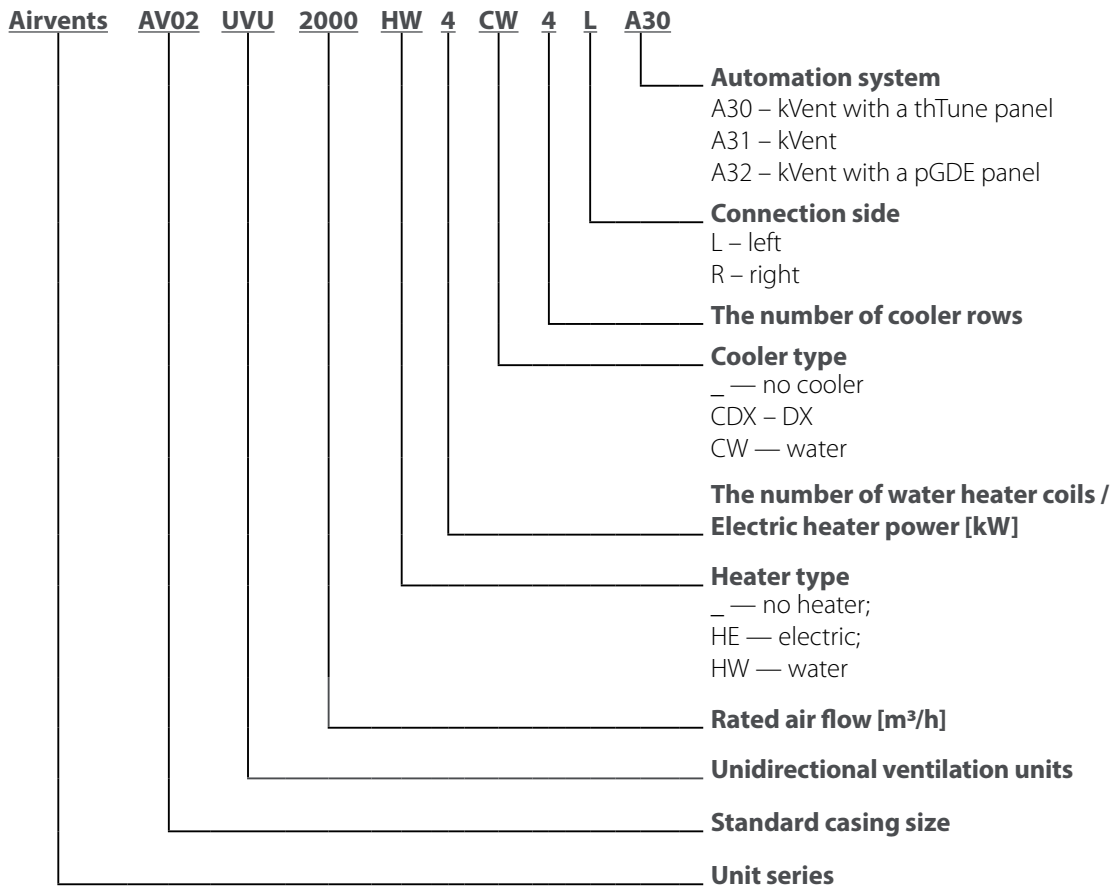 Airvents AV02 UVU 2000 HW 4 CW 4 L A30
Automation system
A30 – kVent with a thTune panel
A31 – kVent
A32 – kVent with a pGDE panel
Connection side
L – left
R – right
The number of cooler rows
Cooler type
_ — no cooler
CDX – DX
CW — water
The number of water heater coils /
Electric heater power [kW]
Heater type
_ — no heater;
HE — electric;
HW — water
Rated air flow [m³/h]
Unidirectional ventilation units
Standard casing size
Unit series